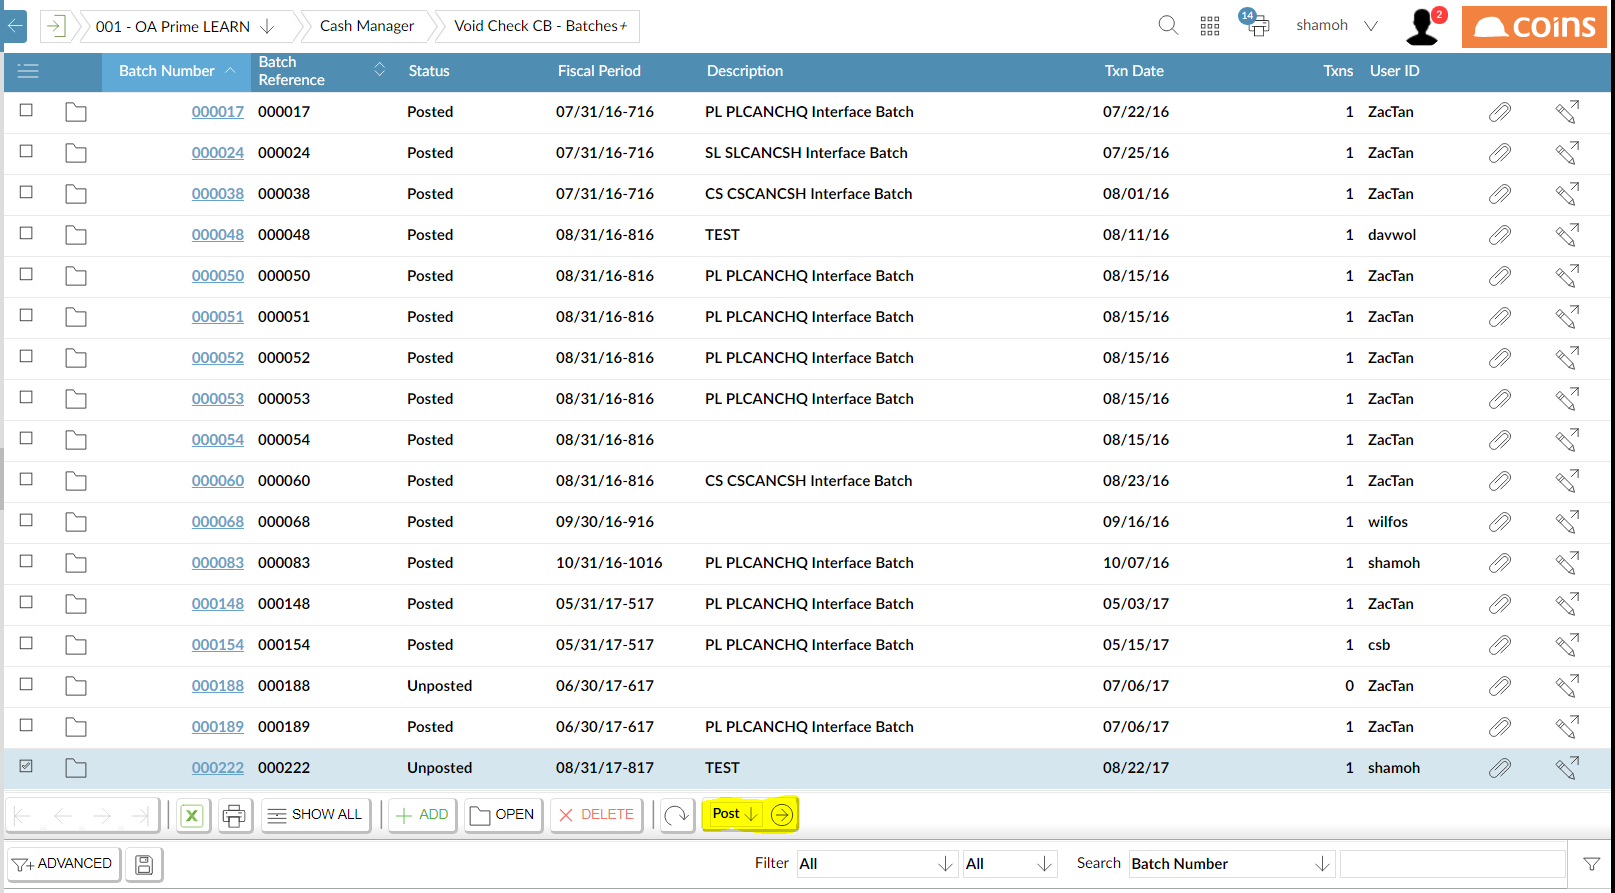 001 - OA Prime LEARN Cash Manager Void Check CB - Batches+ 14 shamoh 2 coins
Batch Number Batch Reference Status Fiscal Period Description Txn Date Txns User ID
000017 000017 Posted 07/31/16-716 PL PLCANCHQ Interface Batch 07/22/16 1 ZacTan
000024 000024 Posted 07/31/16-716 SL SLCANCSH Interface Batch 07/25/16 1 ZacTan
000038 000038 Posted 07/31/16-716 CS CSCANCSH Interface Batch 08/01/16 1 ZacTan
000048 000048 Posted 08/31/16-816 TEST 08/11/16 1 davwol
000050 000050 Posted 08/31/16-816 PL PLCANCHQ Interface Batch 08/15/16 1 ZacTan
000051 000051 Posted 08/31/16-816 PL PLCANCHQ Interface Batch 08/15/16 1 ZacTan
000052 000052 Posted 08/31/16-816 PL PLCANCHQ Interface Batch 08/15/16 1 ZacTan
000053 000053 Posted 08/31/16-816 PL PLCANCHQ Interface Batch 08/15/16 1 ZacTan
000054 000054 Posted 08/31/16-816 08/15/16 1 ZacTan
000060 000060 Posted 08/31/16-816 CS CSCANCSH Interface Batch 08/23/16 1 ZacTan
000068 000068 Posted 09/30/16-916 09/16/16 1 wilfos
000083 000083 Posted 10/31/16-1016 PL PLCANCHQ Interface Batch 10/07/16 1 shamoh
000148 000148 Posted 05/31/17-517 PL PLCANCHQ Interface Batch 05/03/17 1 ZacTan
000154 000154 Posted 05/31/17-517 PL PLCANCHQ Interface Batch 05/15/17 1 csb
000188 000188 Unposted 06/30/17-617 07/06/17 0 ZacTan
000189 000189 Posted 06/30/17-617 PL PLCANCHQ Interface Batch 07/06/17 1 ZacTan
000222 000222 Unposted 08/31/17-817 TEST 08/22/17 1 shamoh
SHOW ALL ADD OPEN DELETE Post
ADVANCED Filter All All Search Batch Number